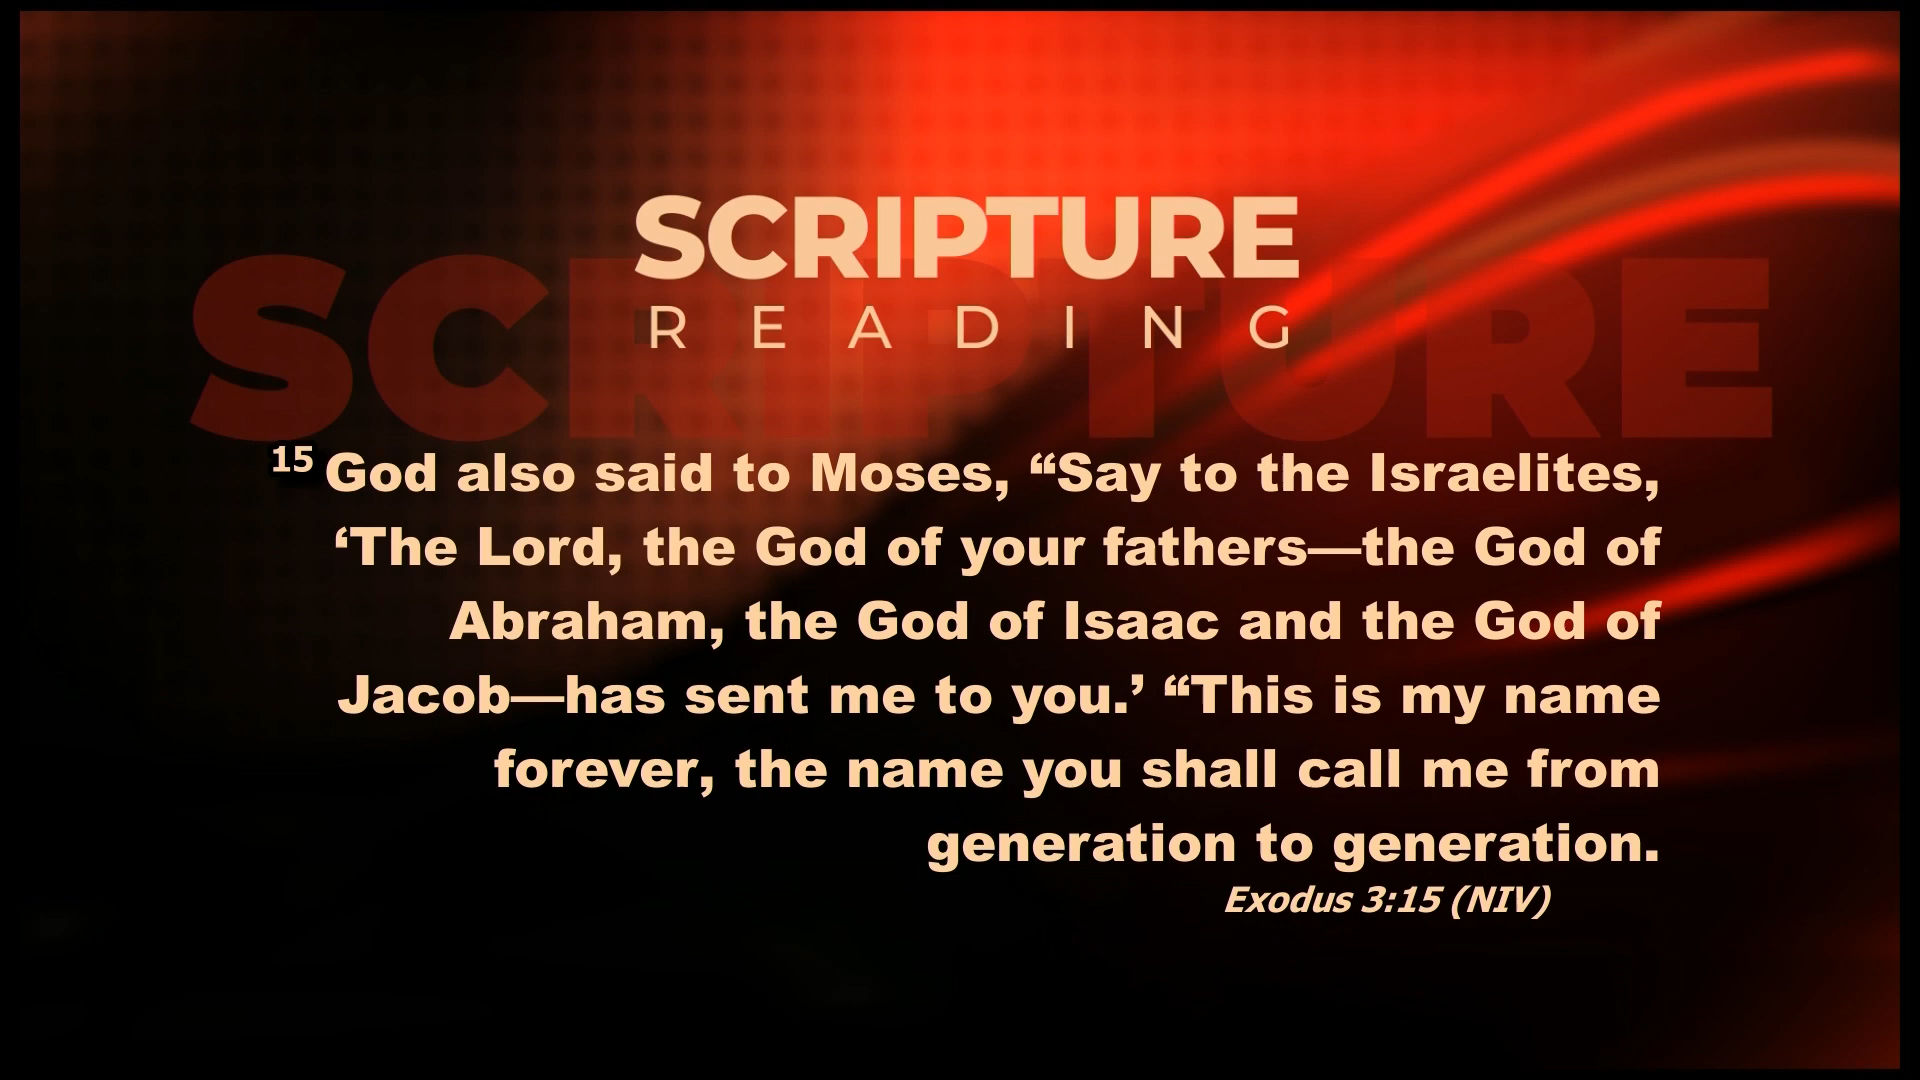 SCRIPTURE
SCRIPTURE
READING
15 God also said to Moses, “Say to the Israelites,
‘The Lord, the God of your fathers—the God of
Abraham, the God of Isaac and the God of
Jacob—has sent me to you.’ “This is my name
forever, the name you shall call me from
generation to generation.
Exodus 3:15 (NIV)